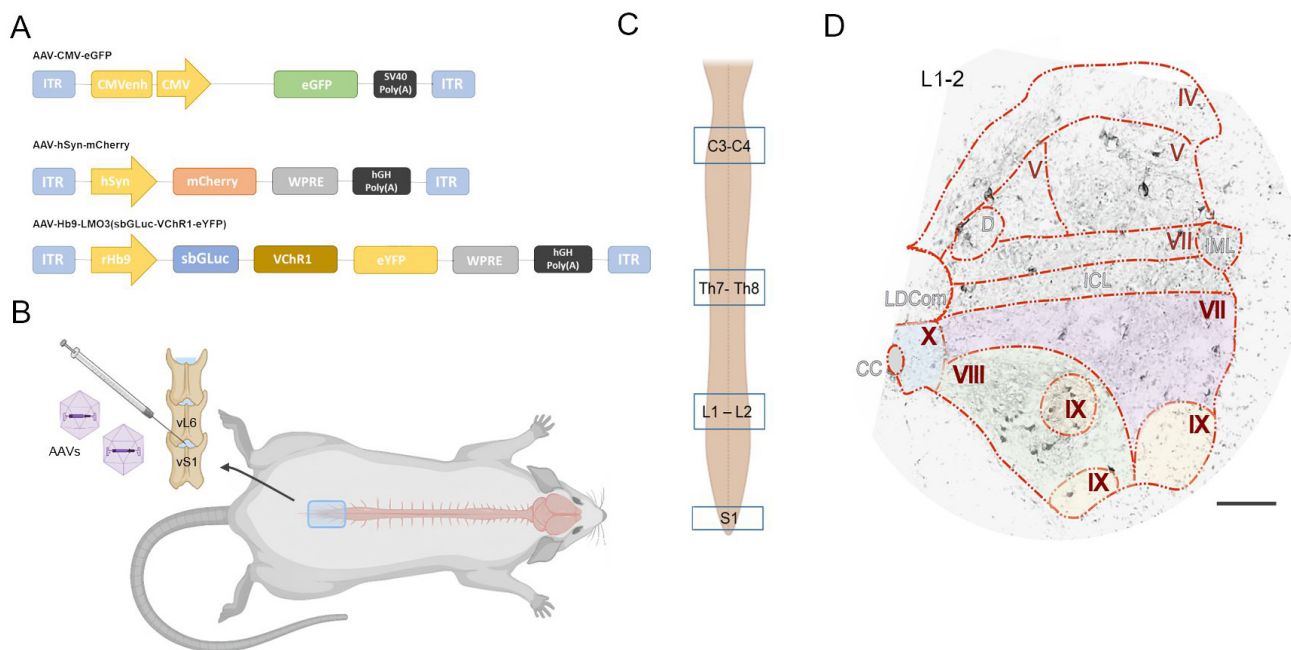 A
AAV-CMV-eGFP
ITR CMVenh CMV eGFP SV40 Poly(A) ITR
AAV-hSyn-mCherry
ITR hSyn mCherry WPRE hGH Poly(A) ITR
AAV-Hb9-LMO3(sbGLuc-VChR1-eYFP)
ITR rHb9 sbGLuc VChR1 eYFP WPRE hGH Poly(A) ITR
B
vL6
AAVs
vS1
C
C3-C4
Th7- Th8
L1 – L2
S1
D
L1-2
IV
V
V
D
VII
IML
ICL
LDCom
VII
X
CC
VIII
IX
IX
IX